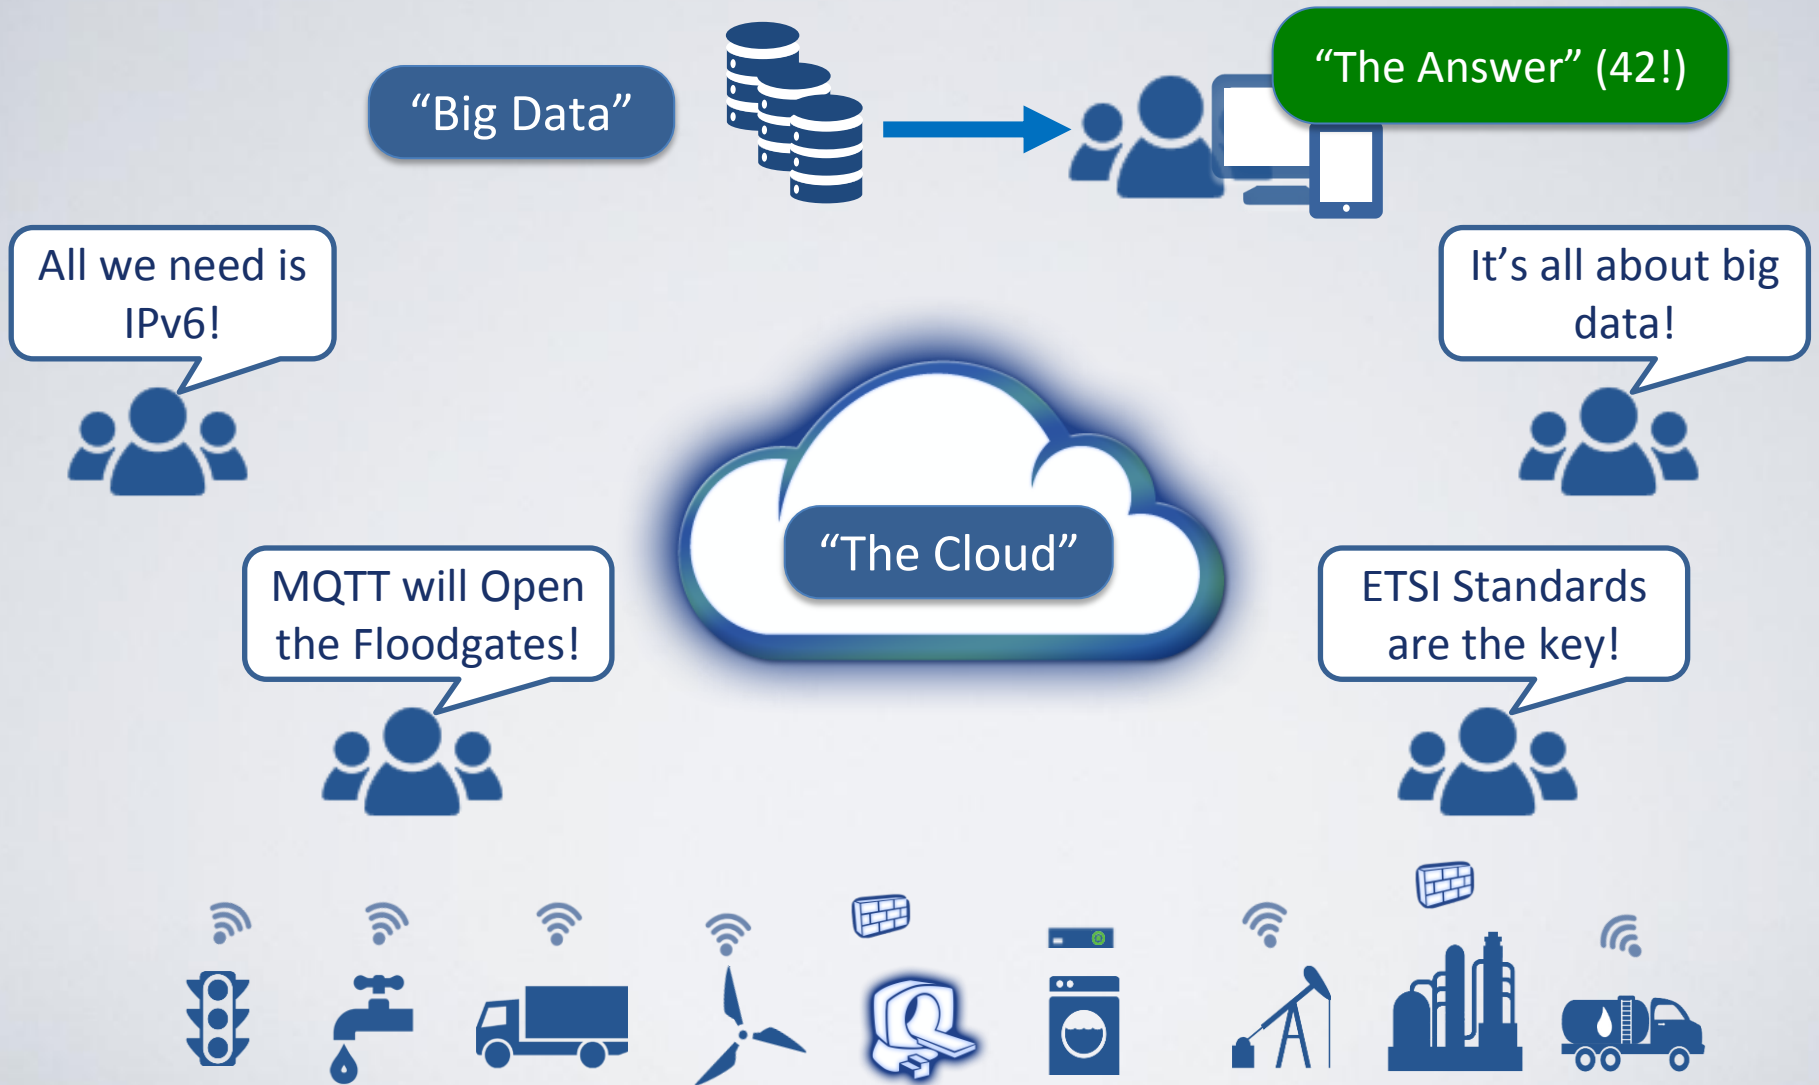 “The Answer” (42!)
“Big Data”
All we need is
IPv6!
It’s all about big
data!
“The Cloud”
MQTT will Open
the Floodgates!
ETSI Standards
are the key!